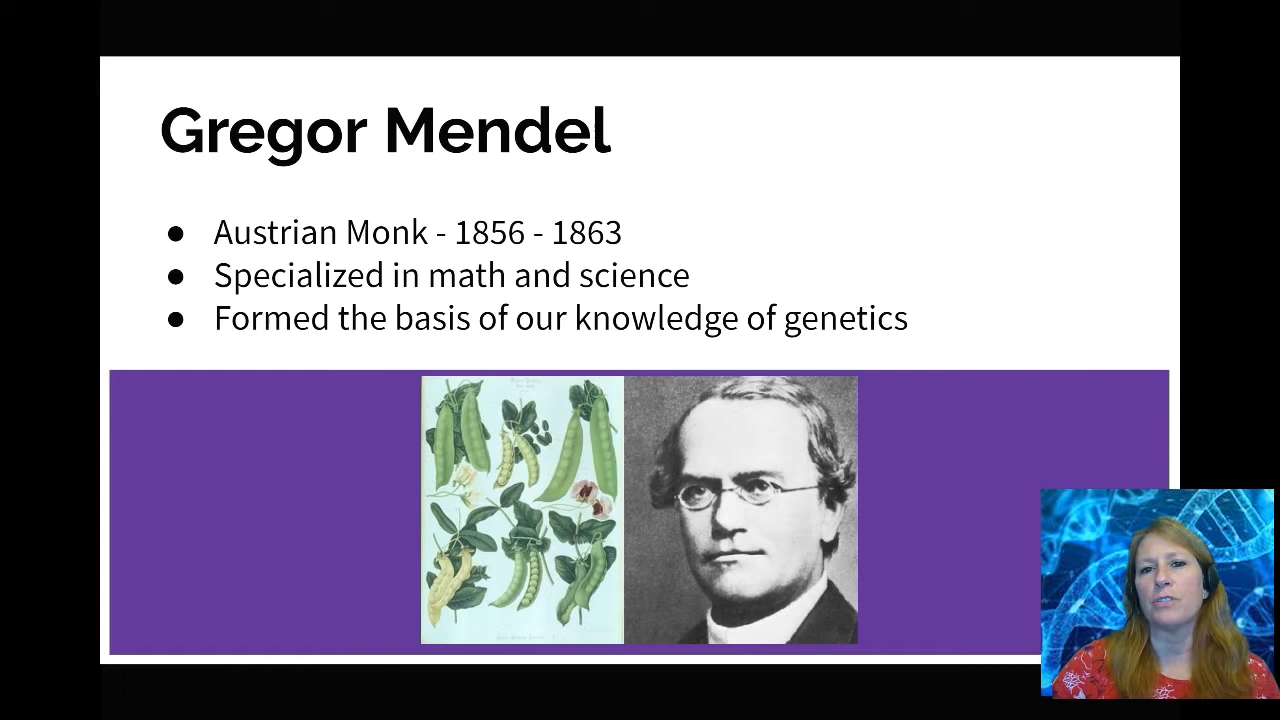 Gregor Mendel
● Austrian Monk - 1856 - 1863
● Specialized in math and science
● Formed the basis of our knowledge of genetics